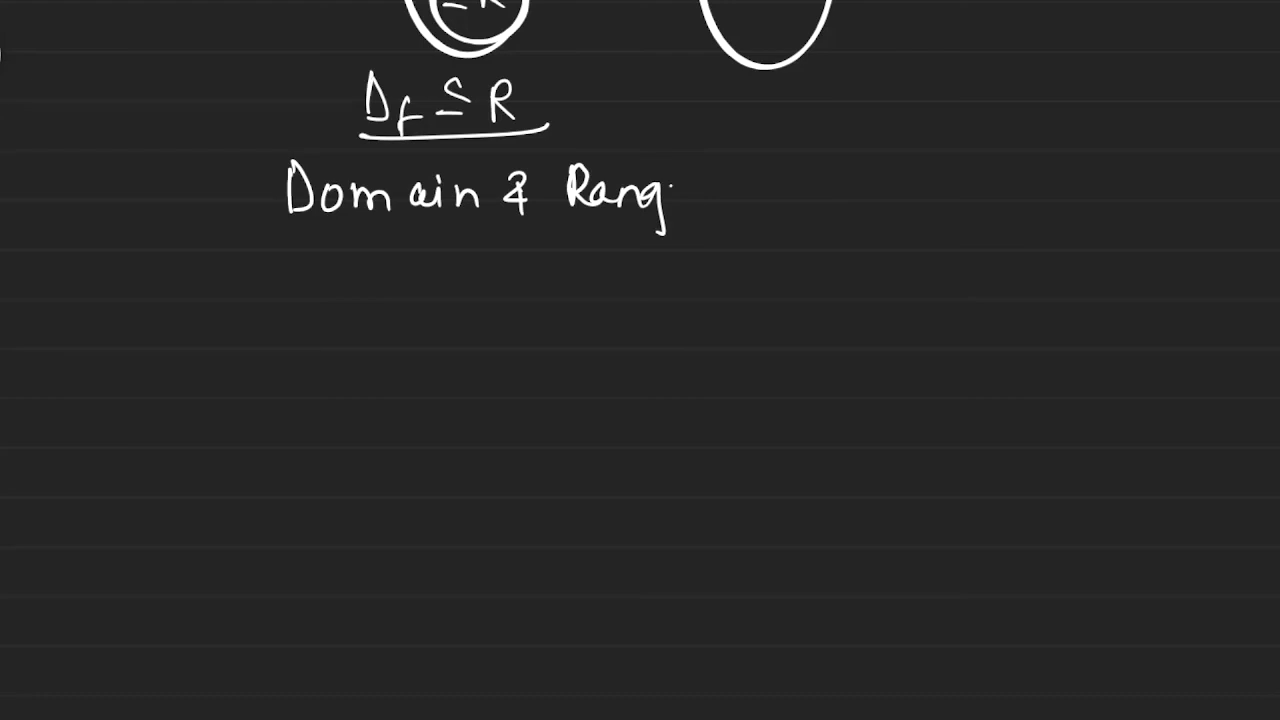 D_f ⊆ R
Domain & Rang